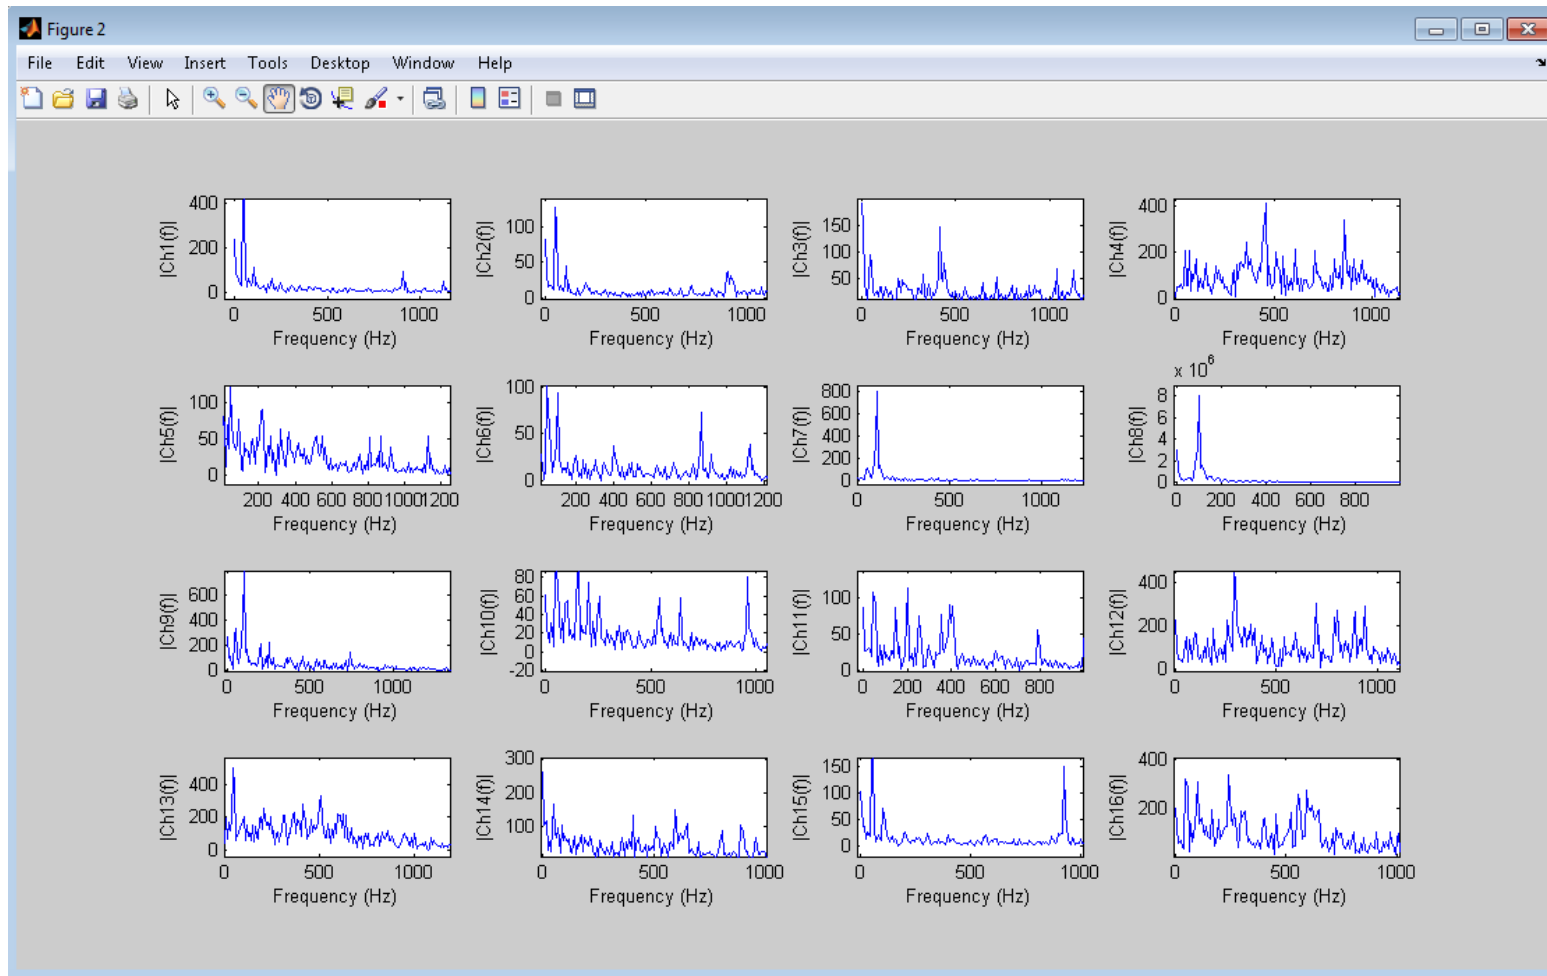 Figure 2
File Edit View Insert Tools Desktop Window Help
|Ch1(f)|
400
200
0
0 500 1000
Frequency (Hz)
|Ch2(f)|
100
50
0
0 500 1000
Frequency (Hz)
|Ch3(f)|
150
100
50
0 500 1000
Frequency (Hz)
|Ch4(f)|
400
200
0
0 500 1000
Frequency (Hz)
|Ch5(f)|
100
50
0
200 400 600 800 1000 1200
Frequency (Hz)
|Ch6(f)|
100
50
0
200 400 600 800 1000 1200
Frequency (Hz)
|Ch7(f)|
800
600
400
200
0
0 500 1000
Frequency (Hz)
x 10^6
|Ch8(f)|
8
6
4
2
0
0 200 400 600 800
Frequency (Hz)
|Ch9(f)|
600
400
200
0
0 500 1000
Frequency (Hz)
|Ch10(f)|
80
60
40
20
0
-20
0 500 1000
Frequency (Hz)
|Ch11(f)|
100
50
0
0 200 400 600 800
Frequency (Hz)
|Ch12(f)|
400
200
0
0 500 1000
Frequency (Hz)
|Ch13(f)|
400
200
0
0 500 1000
Frequency (Hz)
|Ch14(f)|
300
200
100
0 500 1000
Frequency (Hz)
|Ch15(f)|
150
100
50
0
0 500 1000
Frequency (Hz)
|Ch16(f)|
400
200
0 500 1000
Frequency (Hz)